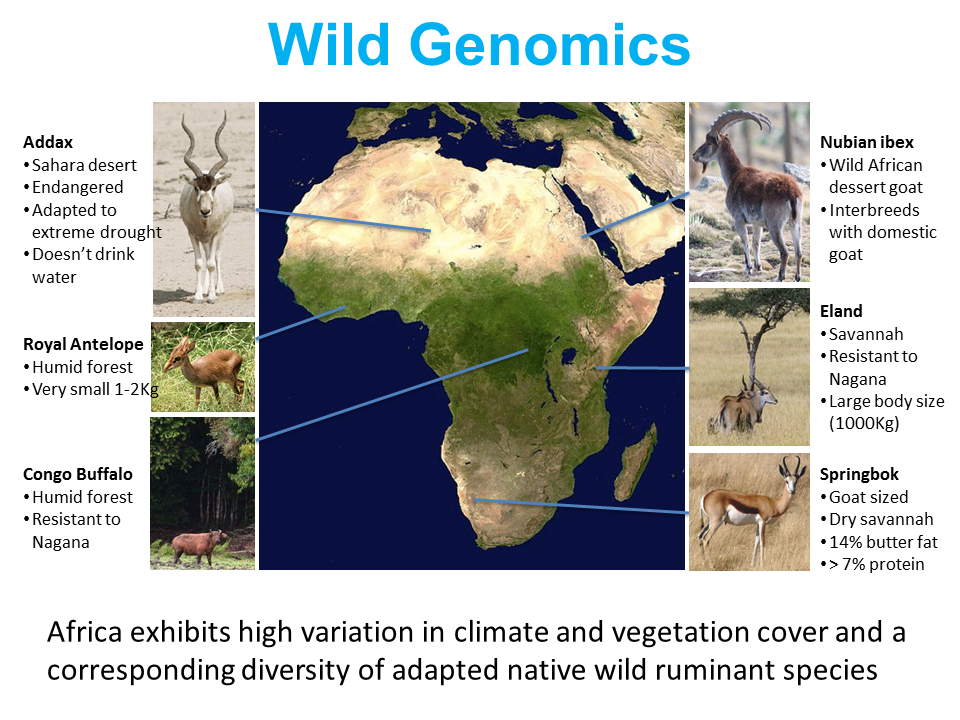 Wild Genomics
Addax
•Sahara desert
•Endangered
•Adapted to
extreme drought
•Doesn’t drink
water
Royal Antelope
•Humid forest
•Very small 1-2Kg
Congo Buffalo
•Humid forest
•Resistant to
Nagana
Nubian ibex
•Wild African
dessert goat
•Interbreeds
with domestic
goat
Eland
•Savannah
•Resistant to
Nagana
•Large body size
(1000Kg)
Springbok
•Goat sized
•Dry savannah
•14% butter fat
•> 7% protein
Africa exhibits high variation in climate and vegetation cover and a
corresponding diversity of adapted native wild ruminant species